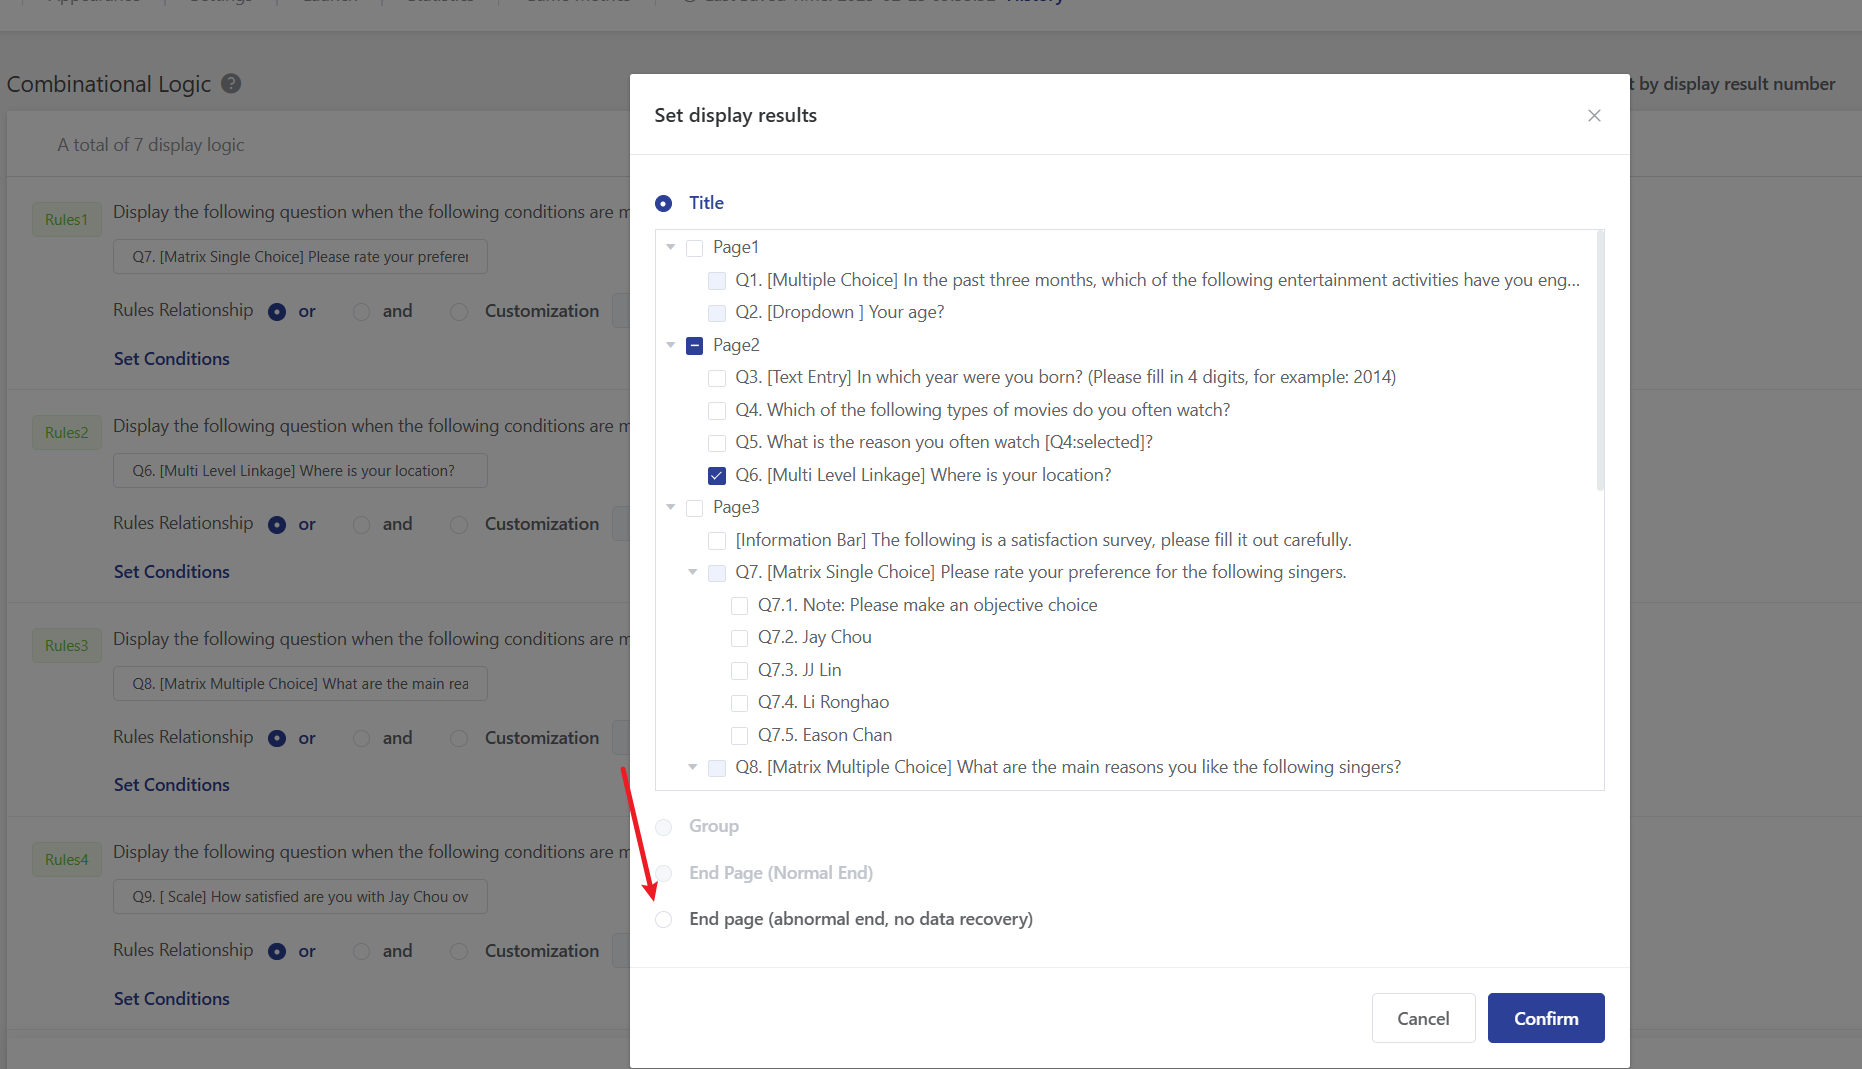 Appearance Settings Launch Statistics Last Saved Time: History
Combinational Logic
t by display result number
A total of 7 display logic
Rules1
Display the following question when the following conditions are m
Q7. [Matrix Single Choice] Please rate your preferer
Rules Relationship or and Customization
Set Conditions
Rules2
Display the following question when the following conditions are m
Q6. [Multi Level Linkage] Where is your location?
Rules Relationship or and Customization
Set Conditions
Rules3
Display the following question when the following conditions are m
Q8. [Matrix Multiple Choice] What are the main rea
Rules Relationship or and Customization
Set Conditions
Rules4
Display the following question when the following conditions are m
Q9. [ Scale] How satisfied are you with Jay Chou ov
Rules Relationship or and Customization
Set Conditions
Set display results
Title
Page1
Q1. [Multiple Choice] In the past three months, which of the following entertainment activities have you eng...
Q2. [Dropdown ] Your age?
Page2
Q3. [Text Entry] In which year were you born? (Please fill in 4 digits, for example: 2014)
Q4. Which of the following types of movies do you often watch?
Q5. What is the reason you often watch [Q4:selected]?
Q6. [Multi Level Linkage] Where is your location?
Page3
[Information Bar] The following is a satisfaction survey, please fill it out carefully.
Q7. [Matrix Single Choice] Please rate your preference for the following singers.
Q7.1. Note: Please make an objective choice
Q7.2. Jay Chou
Q7.3. JJ Lin
Q7.4. Li Ronghao
Q7.5. Eason Chan
Q8. [Matrix Multiple Choice] What are the main reasons you like the following singers?
Group
End Page (Normal End)
End page (abnormal end, no data recovery)
Cancel
Confirm